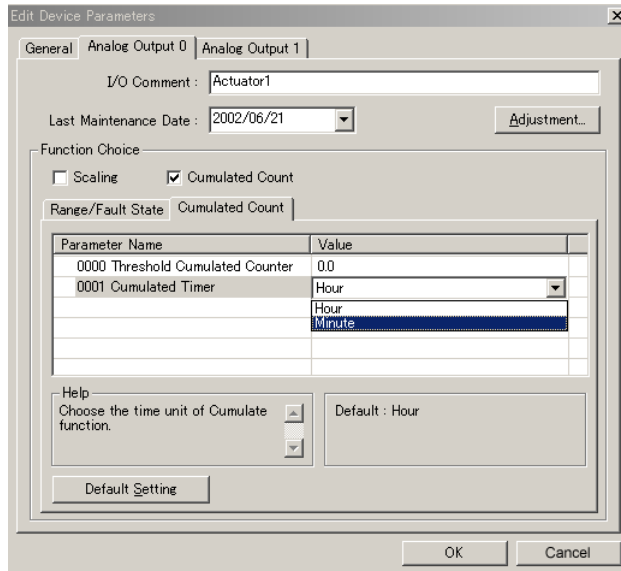 Edit Device Parameters
General Analog Output 0 Analog Output 1
I/O Comment : Actuator1
Last Maintenance Date : 2002/06/21 Adjustment...
Function Choice
Scaling Cumulated Count
Range/Fault State Cumulated Count
Parameter Name Value
0000 Threshold Cumulated Counter 0.0
0001 Cumulated Timer Hour
Hour
Minute
Help
Choose the time unit of Cumulate
function.
Default : Hour
Default Setting
OK Cancel